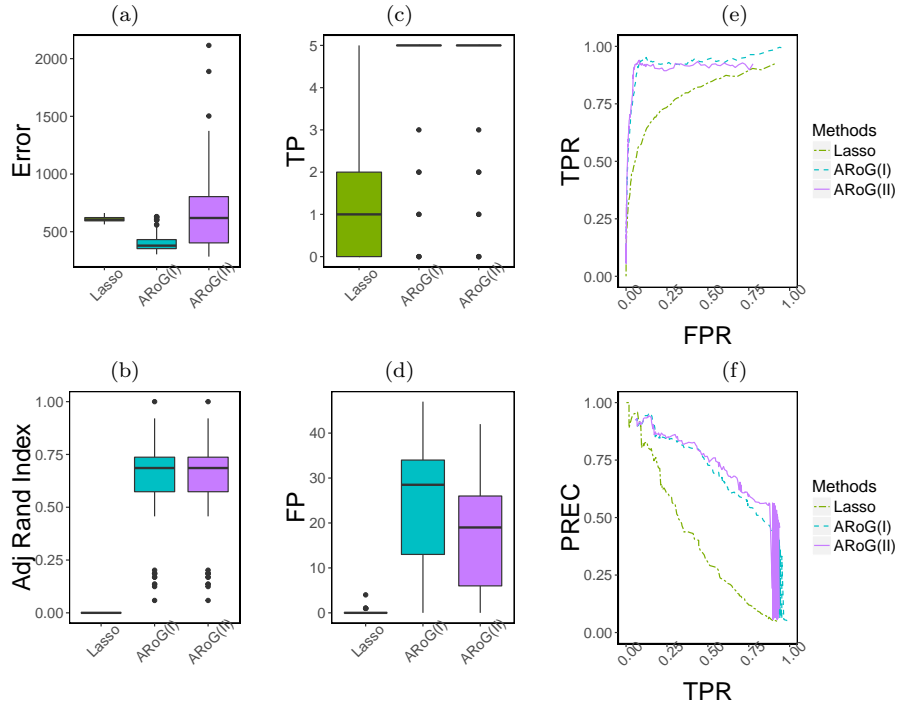 (a)
Error
2000
1500
1000
500
Lasso
ARoG(I)
ARoG(II)
(c)
TP
5
4
3
2
1
0
Lasso
ARoG(I)
ARoG(II)
(e)
TPR
1.00
0.75
0.50
0.25
0.00
0.00
0.25
0.50
0.75
1.00
FPR
Methods
Lasso
ARoG(I)
ARoG(II)
(b)
Adj Rand Index
1.00
0.75
0.50
0.25
0.00
Lasso
ARoG(I)
ARoG(II)
(d)
FP
40
30
20
10
0
Lasso
ARoG(I)
ARoG(II)
(f)
PREC
1.00
0.75
0.50
0.25
0.00
0.00
0.25
0.50
0.75
1.00
TPR
Methods
Lasso
ARoG(I)
ARoG(II)